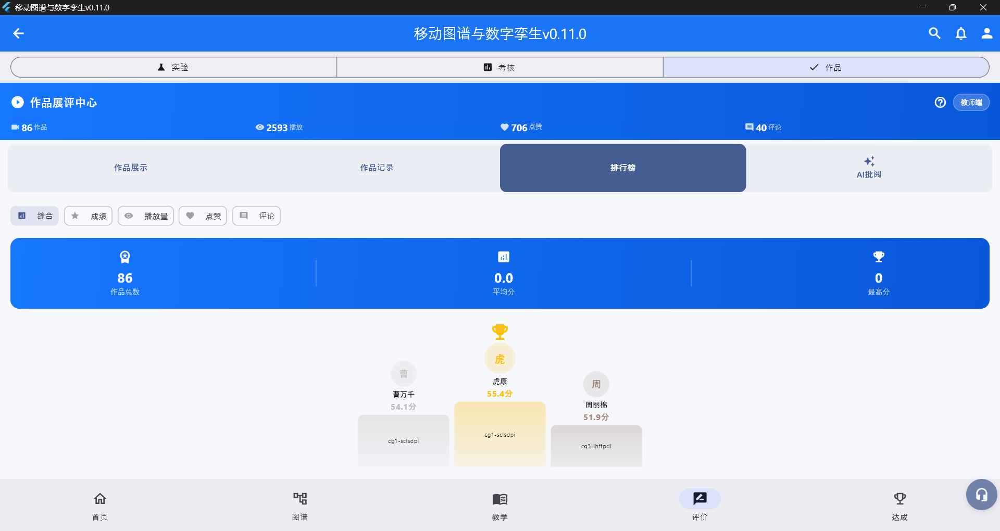 移动图谱与数字孪生v0.11.0
移动图谱与数字孪生v0.11.0
实验
考核
作品
作品展评中心
教师端
86 作品
2593 播放
706 点赞
40 评论
作品展示
作品记录
排行榜
AI批阅
综合
成绩
播放量
点赞
评论
86
作品总数
0.0
平均分
0
最高分
虎
虎康
55.4分
cg1-sclsdpi
曹
曹万千
54.1分
cg1-sclsdpi
周
周丽棉
51.9分
cg3-ihftpdi
首页
图谱
教学
评价
达成